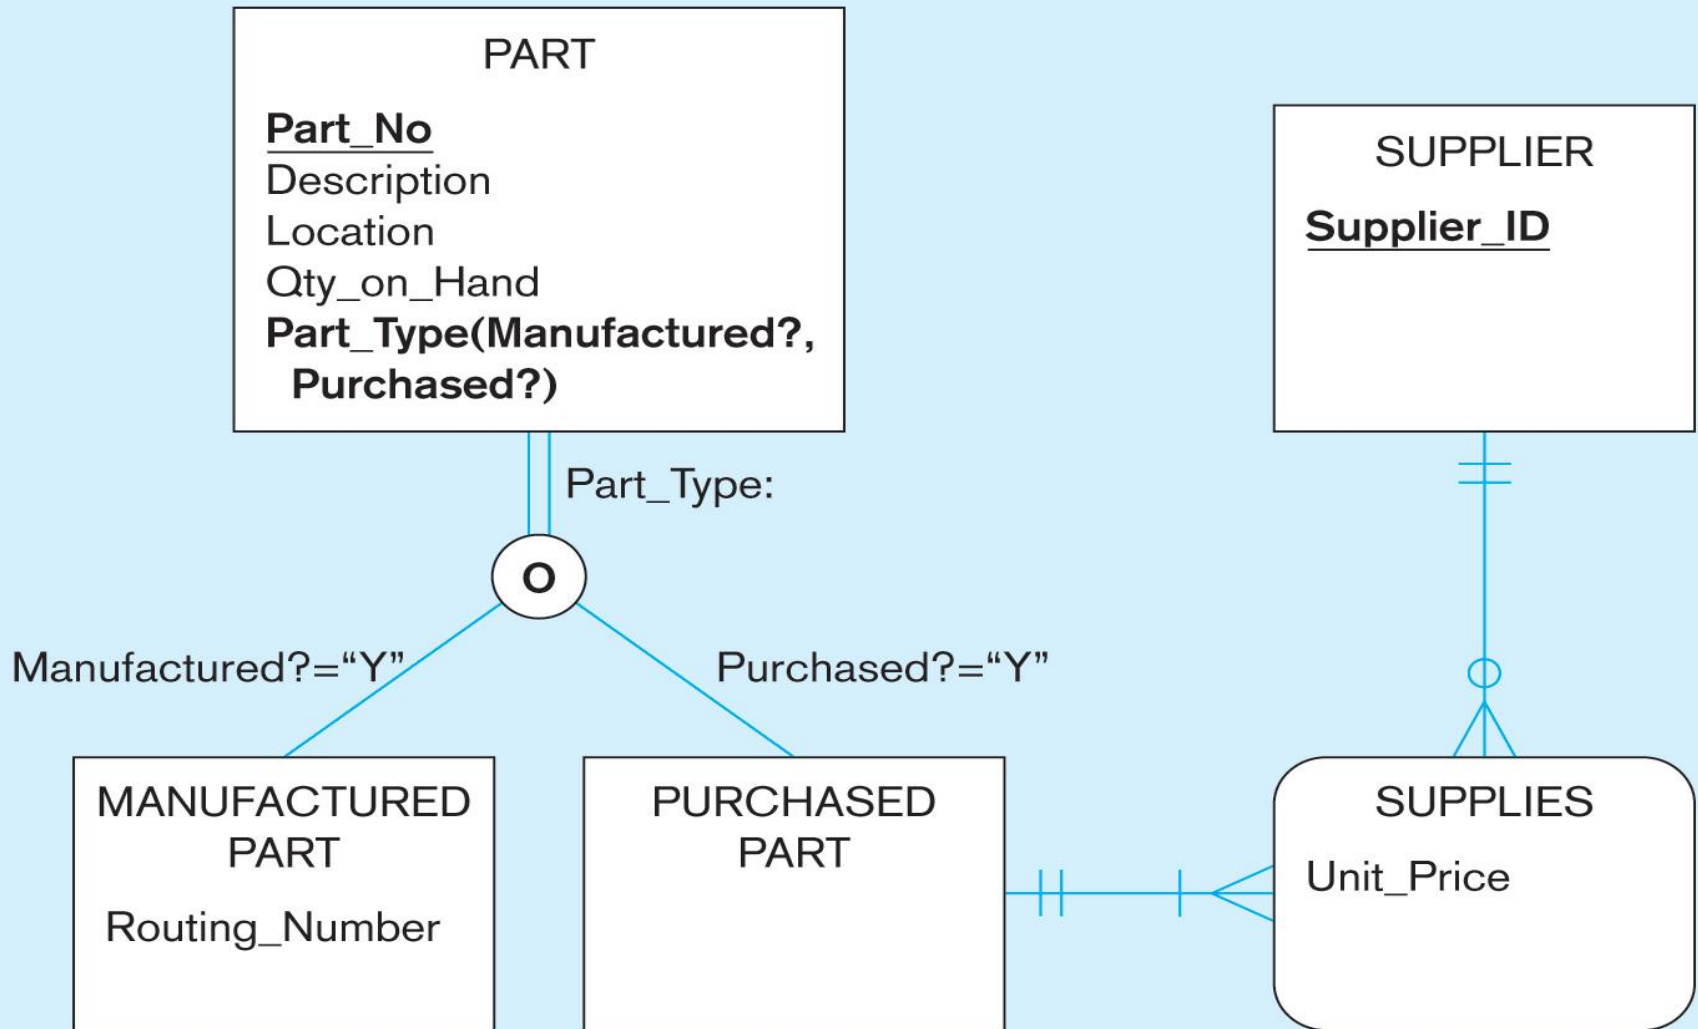 PART
Part_No
Description
Location
Qty_on_Hand
Part_Type(Manufactured?,
Purchased?)
SUPPLIER
Supplier_ID
Part_Type:
O
Manufactured?=“Y”
Purchased?=“Y”
MANUFACTURED
PART
Routing_Number
PURCHASED
PART
SUPPLIES
Unit_Price